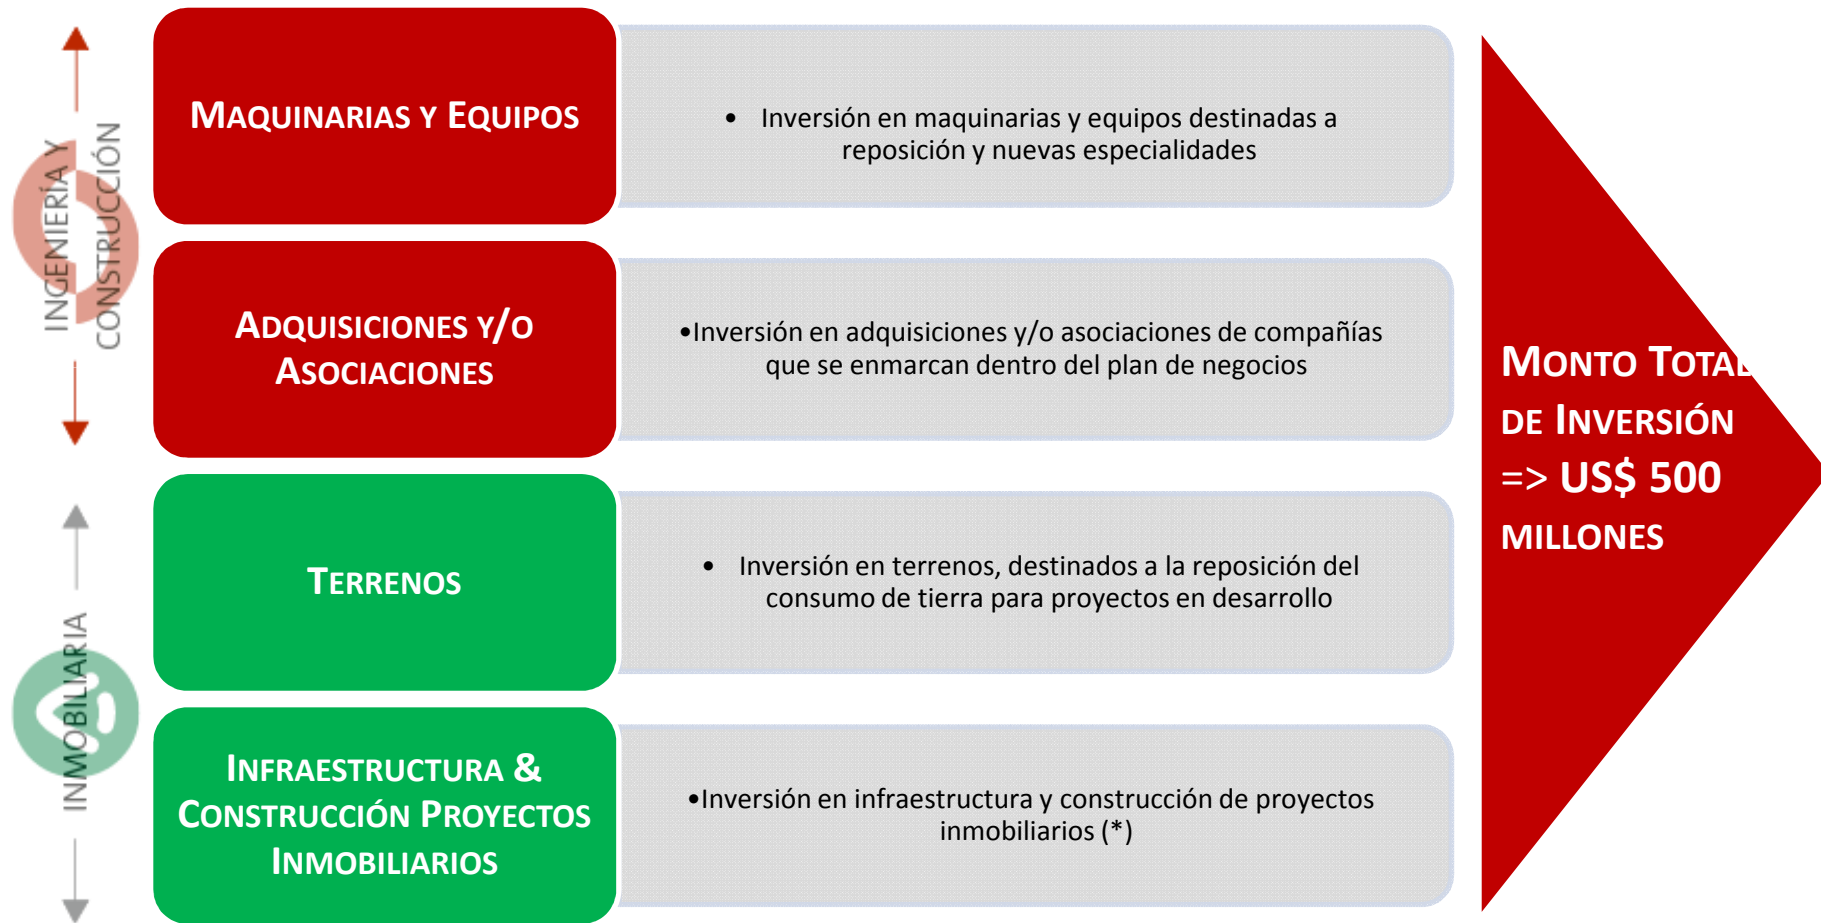 INGENIERÍA Y
CONSTRUCCIÓN
MAQUINARIAS Y EQUIPOS
• Inversión en maquinarias y equipos destinadas a
reposición y nuevas especialidades
ADQUISICIONES Y/O
ASOCIACIONES
•Inversión en adquisiciones y/o asociaciones de compañías
que se enmarcan dentro del plan de negocios
INMOBILIARIA
TERRENOS
• Inversión en terrenos, destinados a la reposición del
consumo de tierra para proyectos en desarrollo
INFRAESTRUCTURA &
CONSTRUCCIÓN PROYECTOS
INMOBILIARIOS
•Inversión en infraestructura y construcción de proyectos
inmobiliarios (*)
MONTO TOTAL
DE INVERSIÓN
=> US$ 500
MILLONES